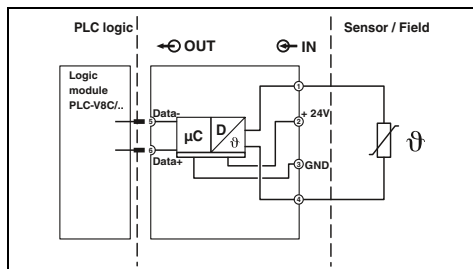 PLC logic
Sensor / Field
OUT
IN
Logic
module
PLC-V8C/..
1
Data-
5
µC
D
ϑ
+ 24V
2
ϑ
6
Data+
3
GND
4